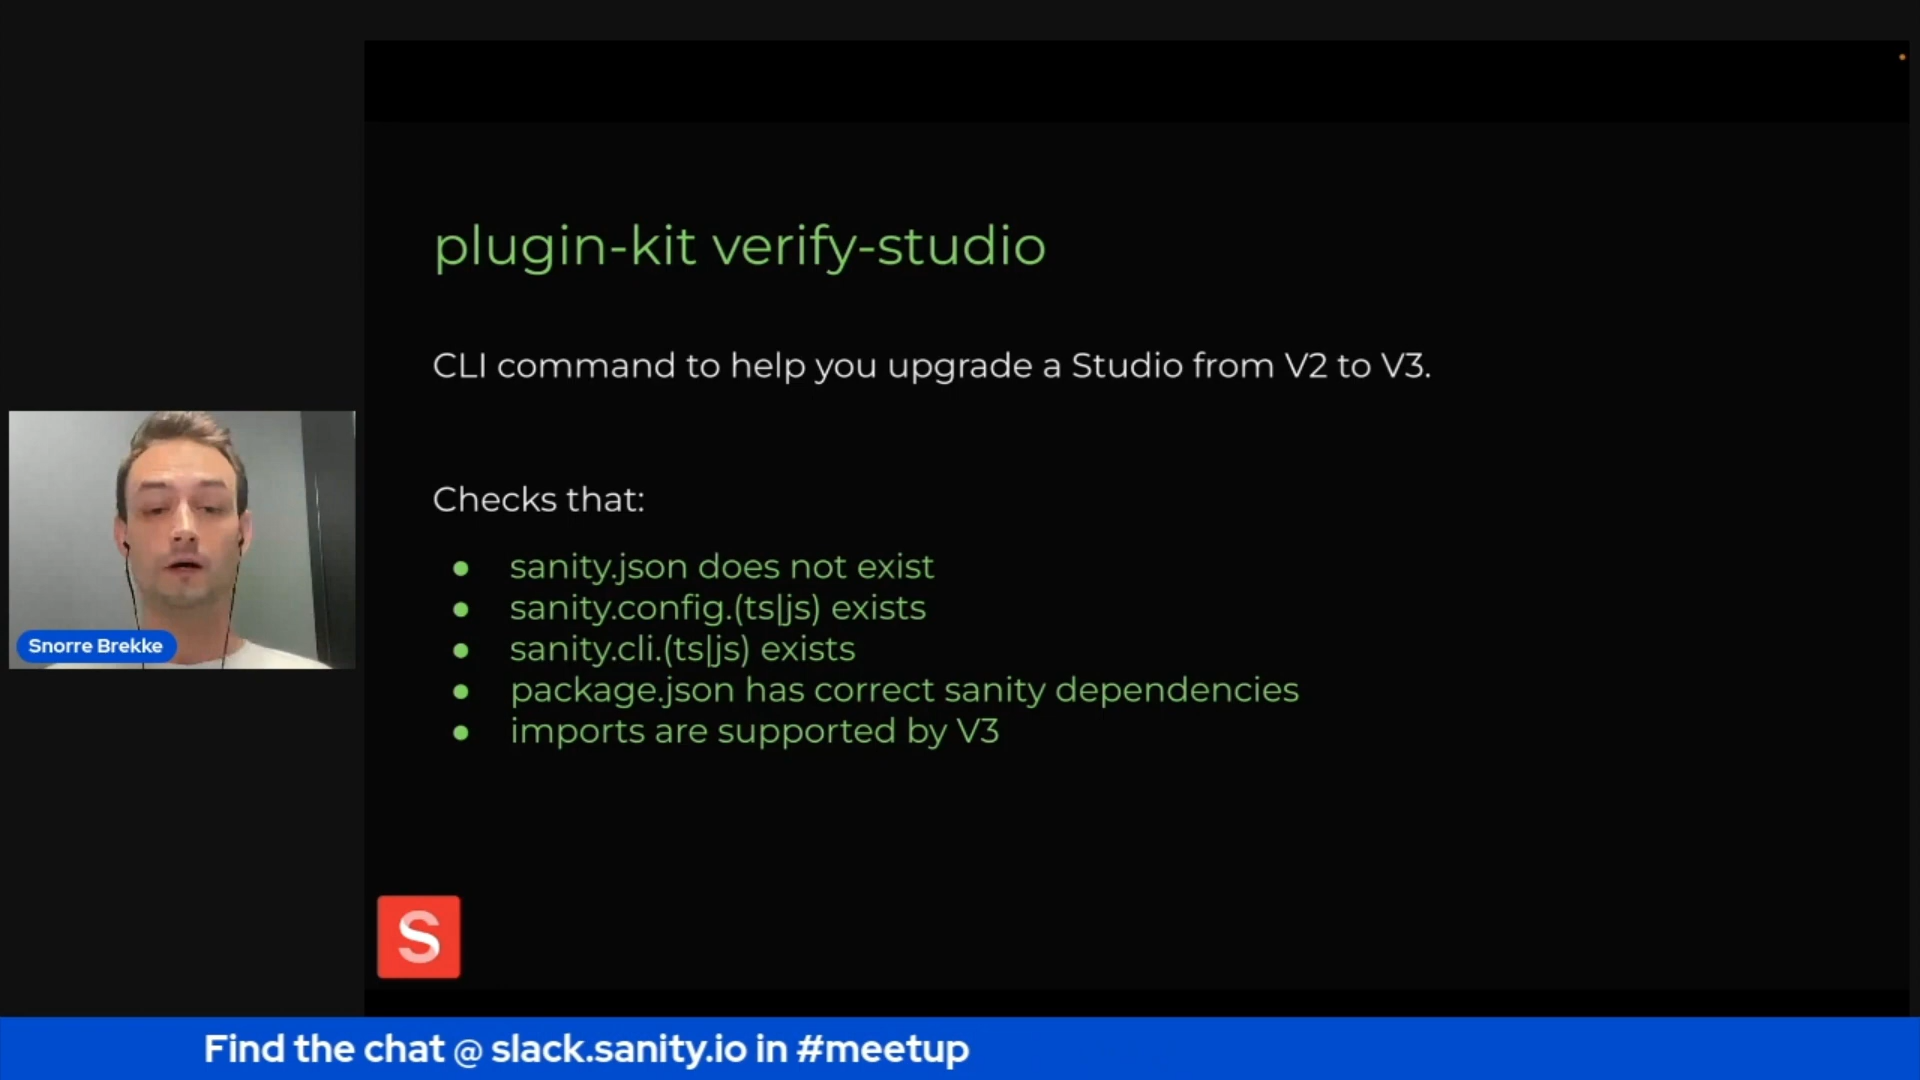 plugin-kit verify-studio
CLI command to help you upgrade a Studio from V2 to V3.
Checks that:
● sanity.json does not exist
● sanity.config.(ts|js) exists
● sanity.cli.(ts|js) exists
● package.json has correct sanity dependencies
● imports are supported by V3
Snorre Brekke
S
Find the chat @ slack.sanity.io in #meetup